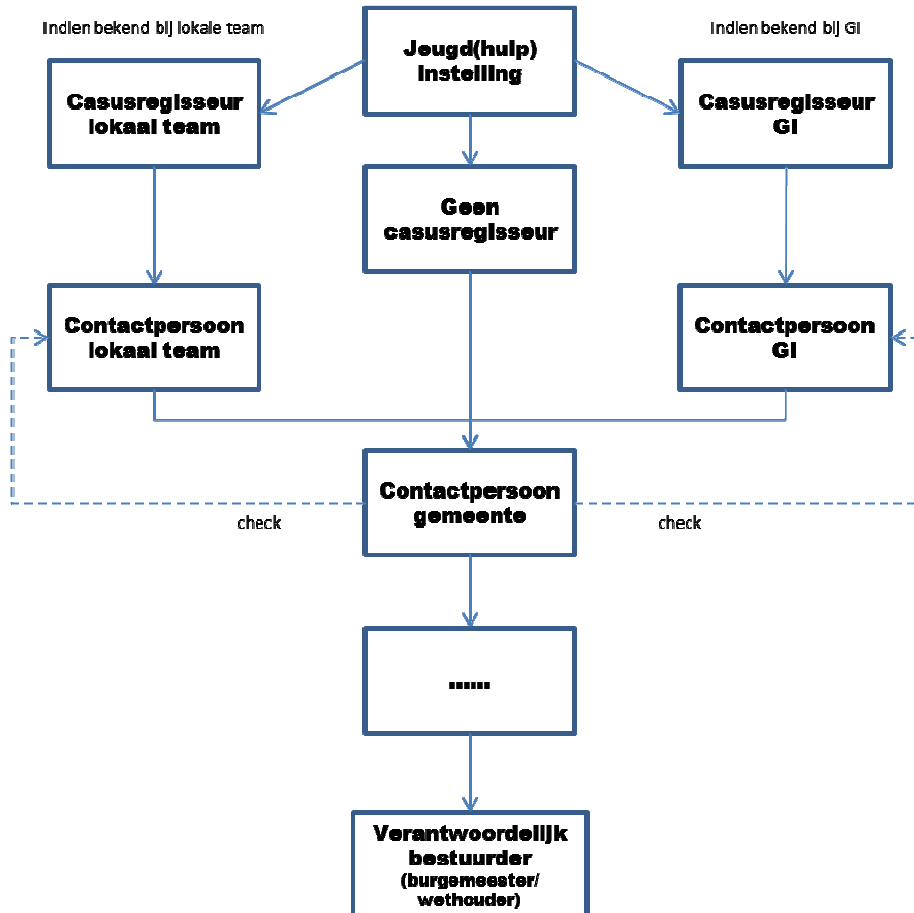 Indien bekend bij lokale team
Indien bekend bij GI
Jeugd(hulp)
instelling
Casusregisseur
lokaal team
Casusregisseur
GI
Geen
casusregisseur
Contactpersoon
lokaal team
Contactpersoon
GI
Contactpersoon
gemeente
check
check
......
Verantwoordelijk
bestuurder
(burgemeester/
wethouder)